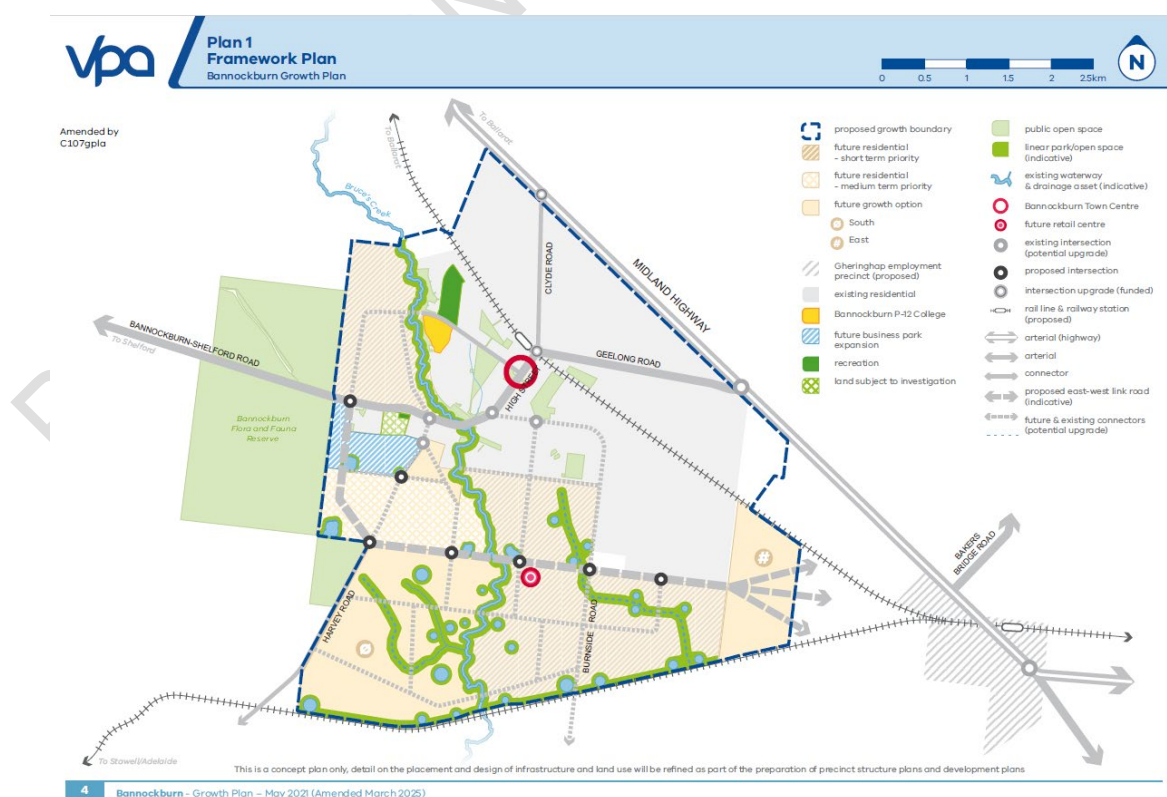 vpa
Plan 1
Framework Plan
Bannockburn Growth Plan
0 0.5 1 1.5 2 2.5km
N
Amended by
C107gpla
proposed growth boundary
future residential
- short term priority
future residential
- medium term priority
future growth option
South
East
Gheringhap employment
precinct (proposed)
existing residential
Bannockburn P-12 College
future business park
expansion
recreation
land subject to investigation
public open space
linear park/open space
(indicative)
existing waterway
& drainage asset (indicative)
Bannockburn Town Centre
future retail centre
existing intersection
(potential upgrade)
proposed intersection
intersection upgrade (funded)
rail line & railway station
(proposed)
arterial (highway)
arterial
connector
proposed east-west link road
(indicative)
future & existing connectors
(potential upgrade)
To Ballarat
To Ballarat
Bruce's Creek
CLYDE ROAD
MIDLAND HIGHWAY
BANNOCKBURN-SHELFORD ROAD
To Shelford
GEELONG ROAD
HIGH STREET
Bannockburn
Flora and Fauna
Reserve
BAKERS
BRIDGE ROAD
HARVEY ROAD
BURNSIDE ROAD
To Stawell/Adelaide
This is a concept plan only, detail on the placement and design of infrastructure and land use will be refined as part of the preparation of precinct structure plans and development plans
4 Bannockburn - Growth Plan – May 2021 (Amended March 2025)